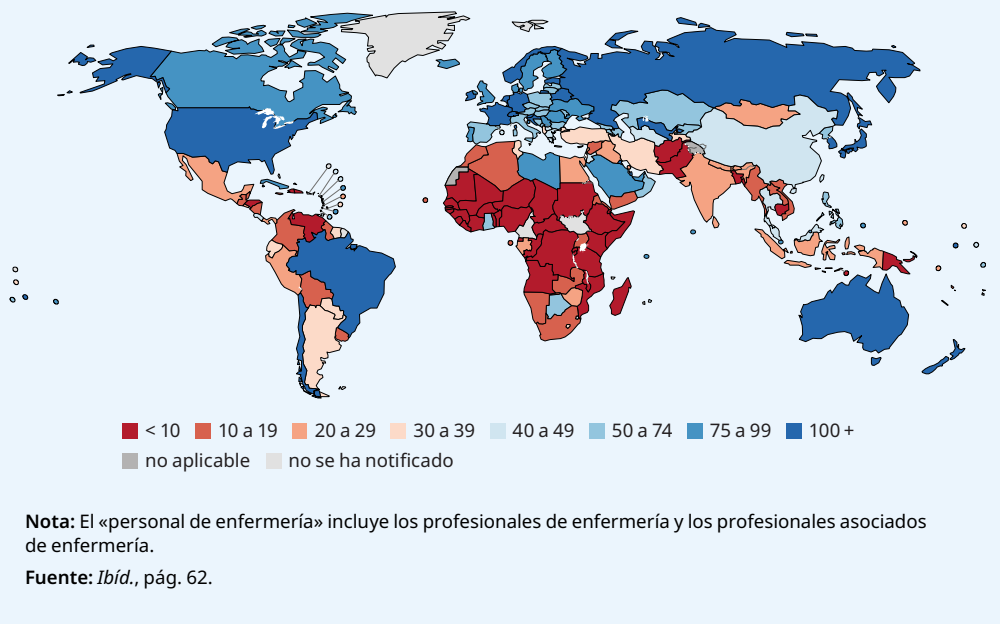 < 10 10 a 19 20 a 29 30 a 39 40 a 49 50 a 74 75 a 99 100 +
no aplicable no se ha notificado
Nota: El «personal de enfermería» incluye los profesionales de enfermería y los profesionales asociados
de enfermería.
Fuente: Ibíd., pág. 62.